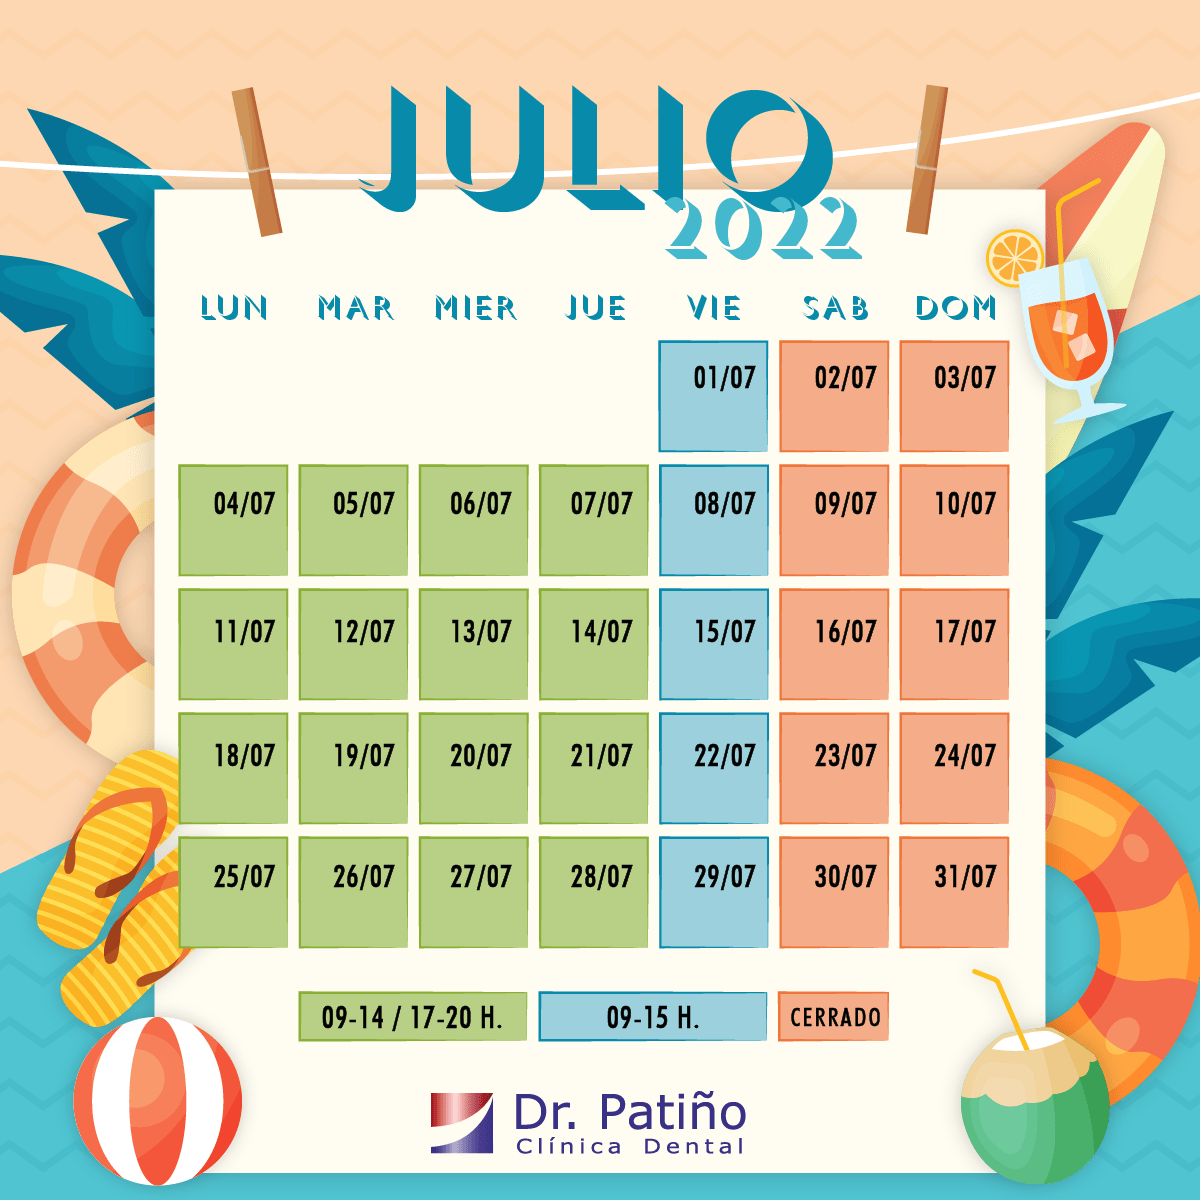 JULIO
2022
LUN MAR MIER JUE VIE SAB DOM
01/07 02/07 03/07
04/07 05/07 06/07 07/07 08/07 09/07 10/07
11/07 12/07 13/07 14/07 15/07 16/07 17/07
18/07 19/07 20/07 21/07 22/07 23/07 24/07
25/07 26/07 27/07 28/07 29/07 30/07 31/07
09-14 / 17-20 H. 09-15 H. CERRADO
Dr. Patiño
Clínica Dental